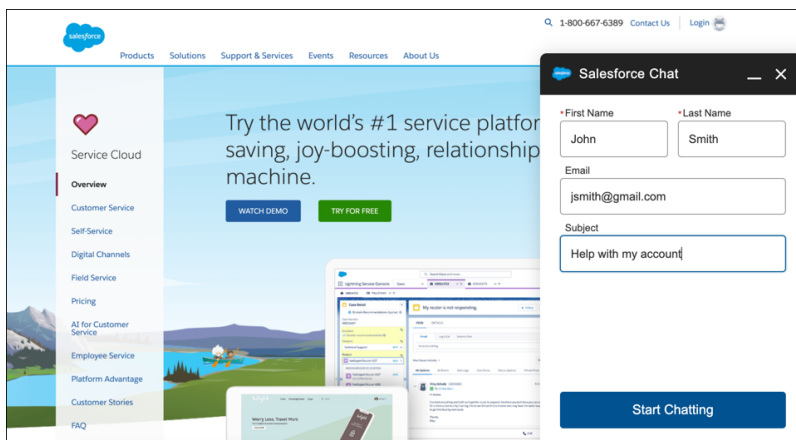 salesforce
1-800-667-6389 Contact Us Login
Products Solutions Support & Services Events Resources About Us
Service Cloud
Overview
Customer Service
Self-Service
Digital Channels
Field Service
Pricing
AI for Customer
Service
Employee Service
Platform Advantage
Customer Stories
FAQ
Try the world's #1 service platfor
saving, joy-boosting, relationship
machine.
WATCH DEMO TRY FOR FREE
My router is not responding
Worry Less. Travel More.
Salesforce Chat
*First Name *Last Name
John Smith
Email
jsmith@gmail.com
Subject
Help with my account
Start Chatting